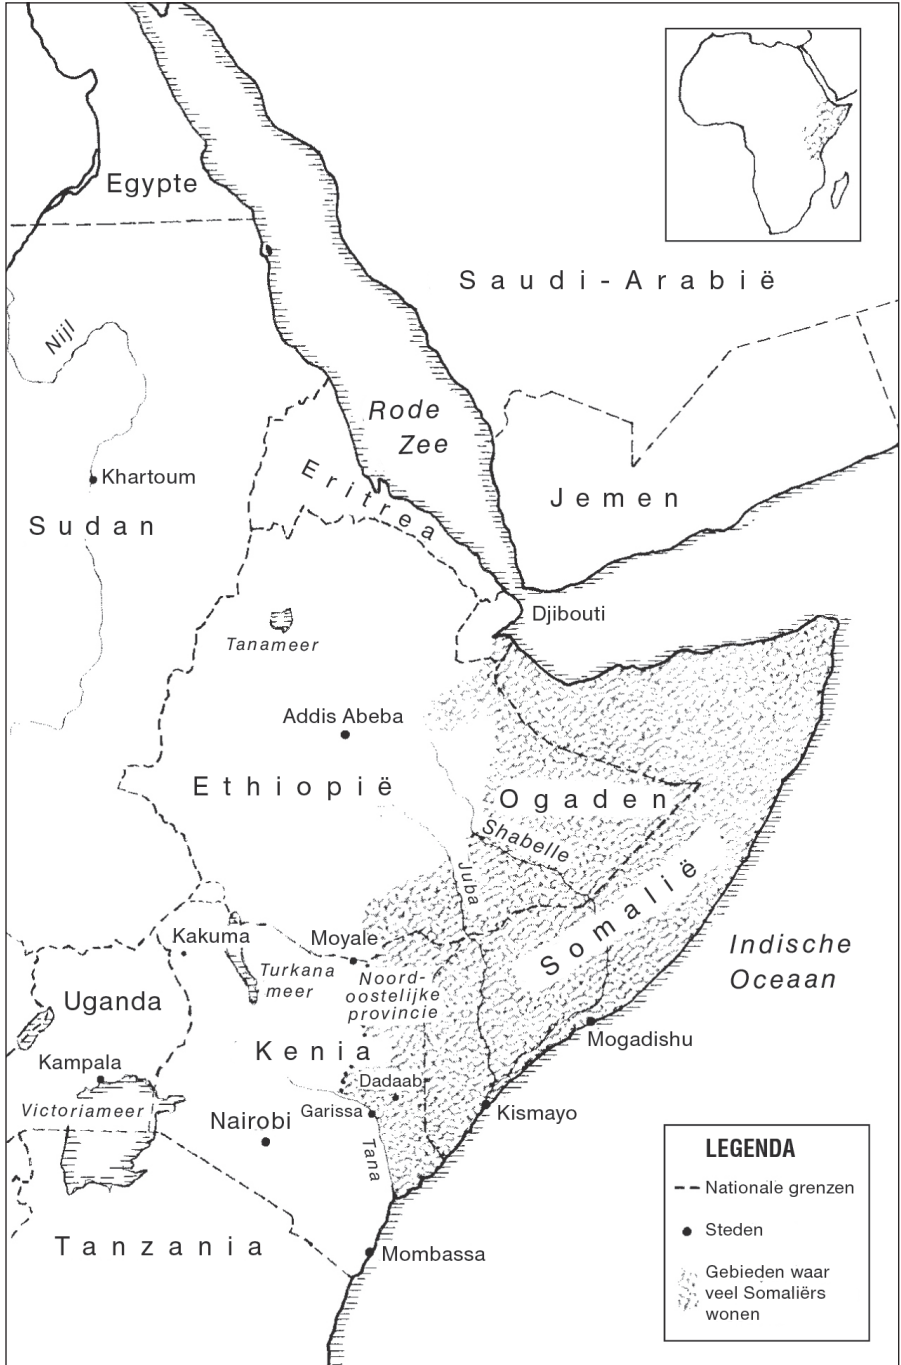 Egypte
Saudi-Arabië
Nijl
Rode
Zee
Khartoum
Eritrea
Jemen
Sudan
Djibouti
Tanameer
Addis Abeba
Ethiopië
Ogaden
Shabelle
Juba
Somalië
Kakuma
Moyale
Indische
Oceaan
Turkana
meer
Noord-
oostelijke
provincie
Uganda
Mogadishu
Kenia
Kampala
Dadaab
Victoriameer
Garissa
Kismayo
Nairobi
Tana
Tanzania
Mombassa
LEGENDA
Nationale grenzen
Steden
Gebieden waar
veel Somaliërs
wonen